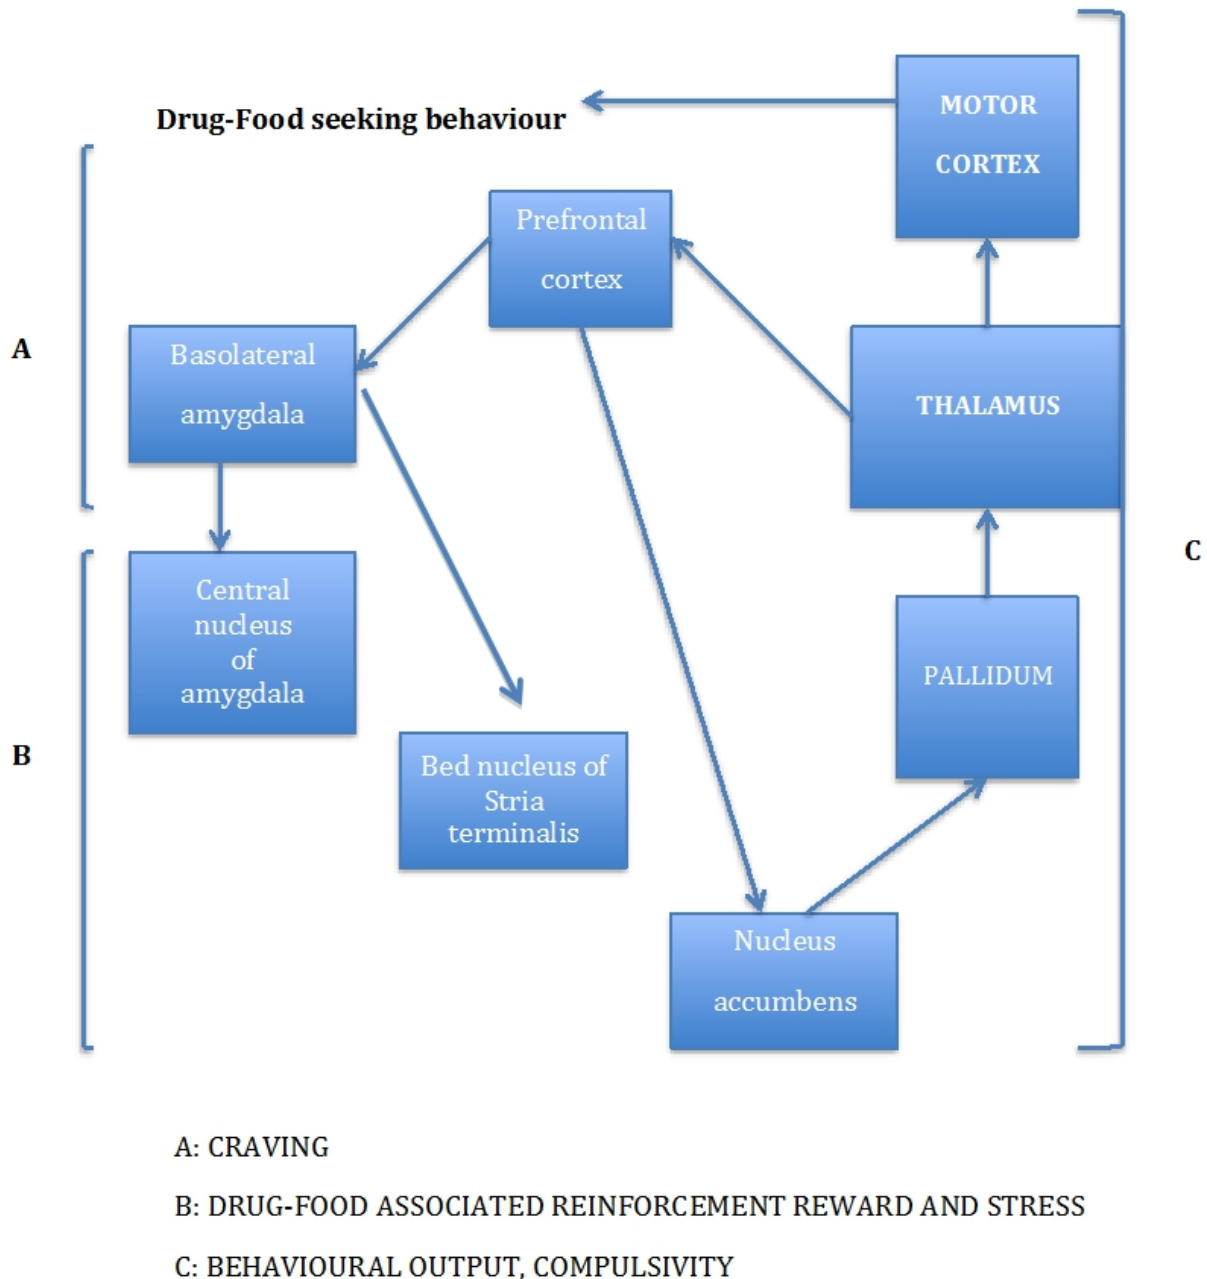 MOTOR
CORTEX
Drug-Food seeking behaviour
Prefrontal
cortex
A
Basolateral
amygdala
THALAMUS
C
Central
nucleus
of
amygdala
PALLIDUM
B
Bed nucleus of
Stria
terminalis
Nucleus
accumbens
A: CRAVING
B: DRUG-FOOD ASSOCIATED REINFORCEMENT REWARD AND STRESS
C: BEHAVIOURAL OUTPUT, COMPULSIVITY